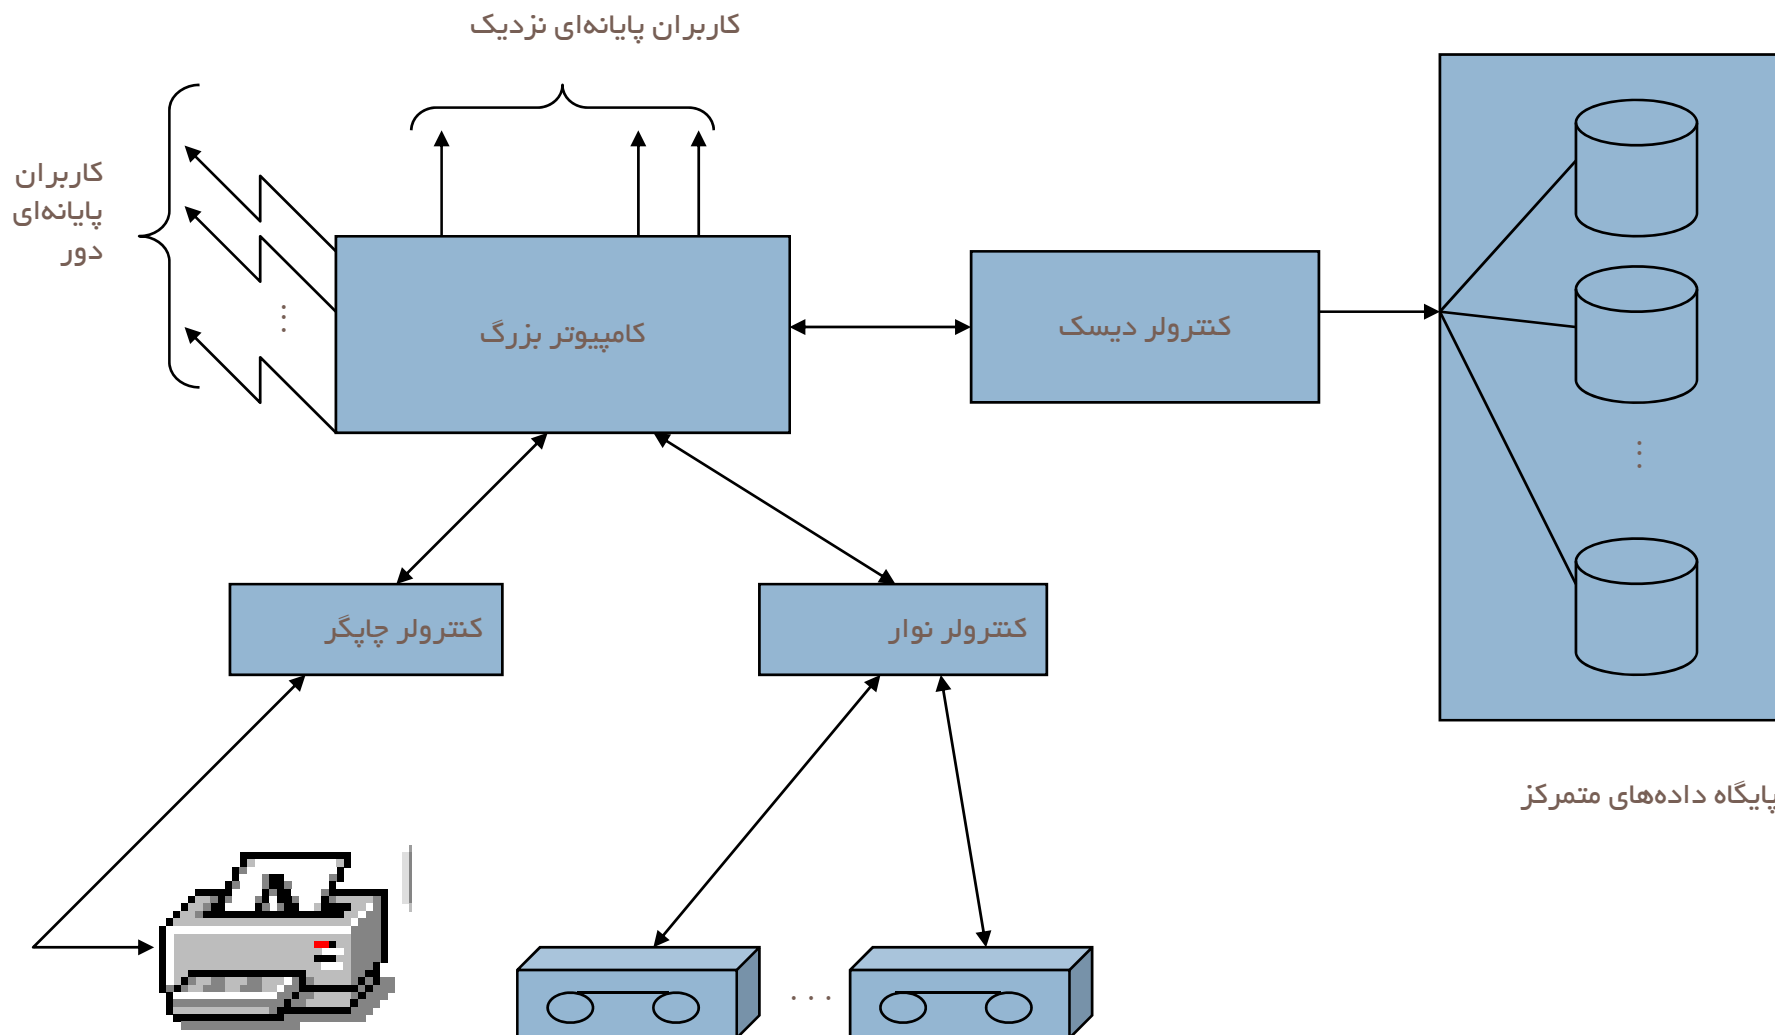 کاربران پایانه‌ای نزدیک
کاربران
پایانه‌ای
دور
کامپیوتر بزرگ
کنترولر دیسک
کنترولر چاپگر
کنترولر نوار
پایگاه داده‌های متمرکز